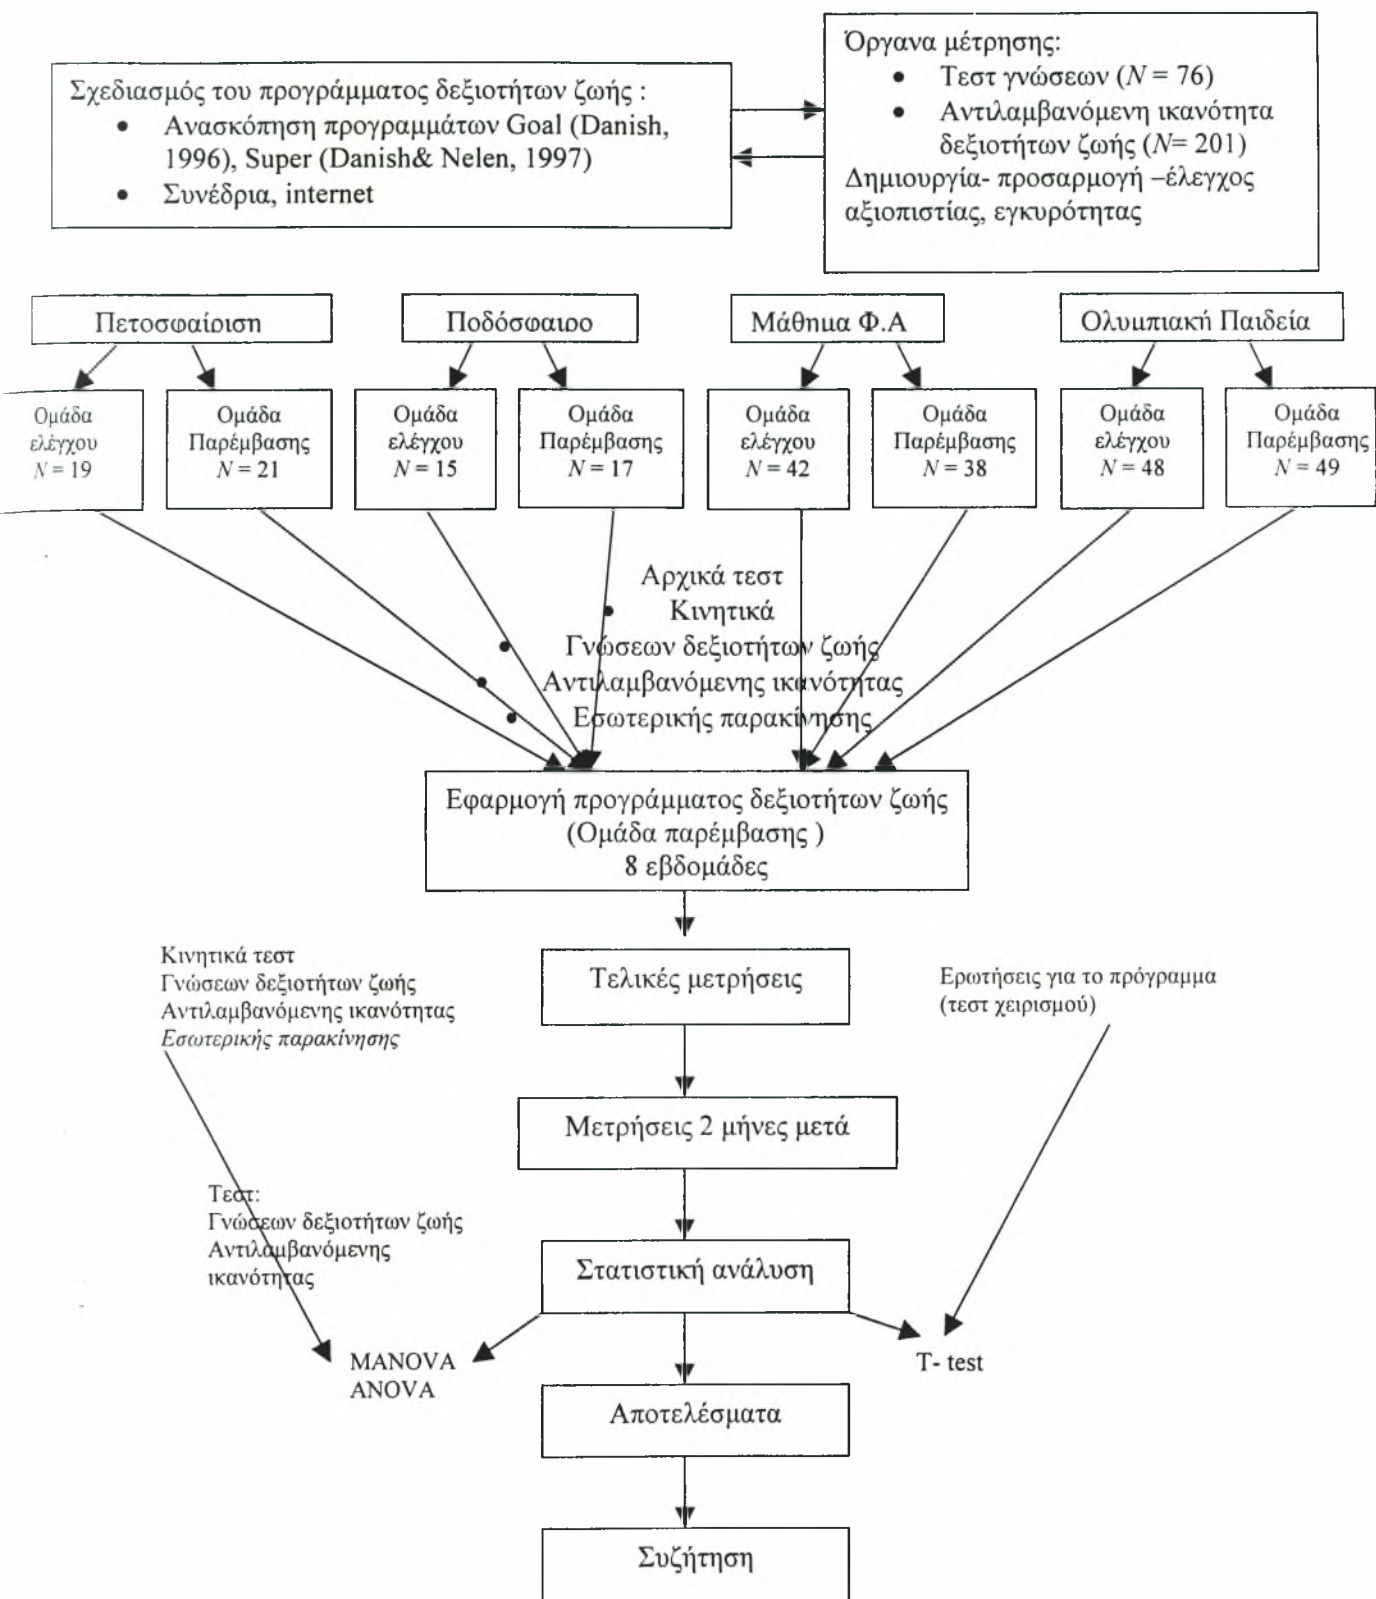 Σχεδιασμός του προγράμματος δεξιοτήτων ζωής :
• Ανασκόπηση προγραμμάτων Goal (Danish,
1996), Super (Danish& Nelen, 1997)
• Συνέδρια, internet
Όργανα μέτρησης:
• Τεστ γνώσεων (N = 76)
• Αντιλαμβανόμενη ικανότητα
δεξιοτήτων ζωής (N= 201)
Δημιουργία- προσαρμογή –έλεγχος
αξιοπιστίας, εγκυρότητας
Πετοσφαίριση
Ποδόσφαιρο
Μάθημα Φ.Α
Ολυμπιακή Παιδεία
Ομάδα
ελέγχου
N = 19
Ομάδα
Παρέμβασης
N = 21
Ομάδα
ελέγχου
N = 15
Ομάδα
Παρέμβασης
N = 17
Ομάδα
ελέγχου
N = 42
Ομάδα
Παρέμβασης
N = 38
Ομάδα
ελέγχου
N = 48
Ομάδα
Παρέμβασης
N = 49
Αρχικά τεστ
• Κινητικά
• Γνώσεων δεξιοτήτων ζωής
• Αντιλαμβανόμενης ικανότητας
• Εσωτερικής παρακίνησης
Εφαρμογή προγράμματος δεξιοτήτων ζωής
(Ομάδα παρέμβασης )
8 εβδομάδες
Κινητικά τεστ
Γνώσεων δεξιοτήτων ζωής
Αντιλαμβανόμενης ικανότητας
Εσωτερικής παρακίνησης
Τελικές μετρήσεις
Ερωτήσεις για το πρόγραμμα
(τεστ χειρισμού)
Μετρήσεις 2 μήνες μετά
Τεστ:
Γνώσεων δεξιοτήτων ζωής
Αντιλαμβανόμενης
ικανότητας
Στατιστική ανάλυση
MANOVA
ANOVA
T- test
Αποτελέσματα
Συζήτηση